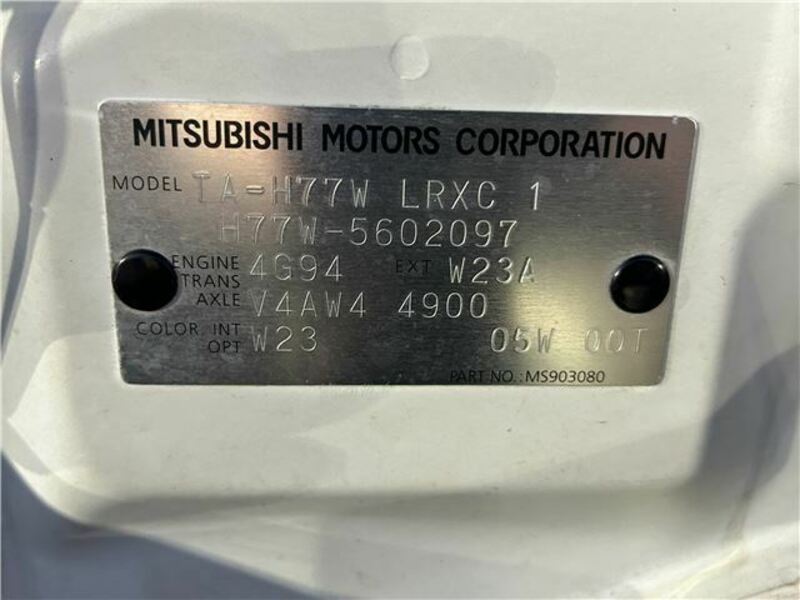 MITSUBISHI MOTORS CORPORATION
MODEL TA-H77W LRXC 1
H77W-5602097
ENGINE 4G94 EXT W23A
TRANS
AXLE V4AW4 4900
COLOR. INT W23 05W 00T
OPT
PART NO.: MS903080